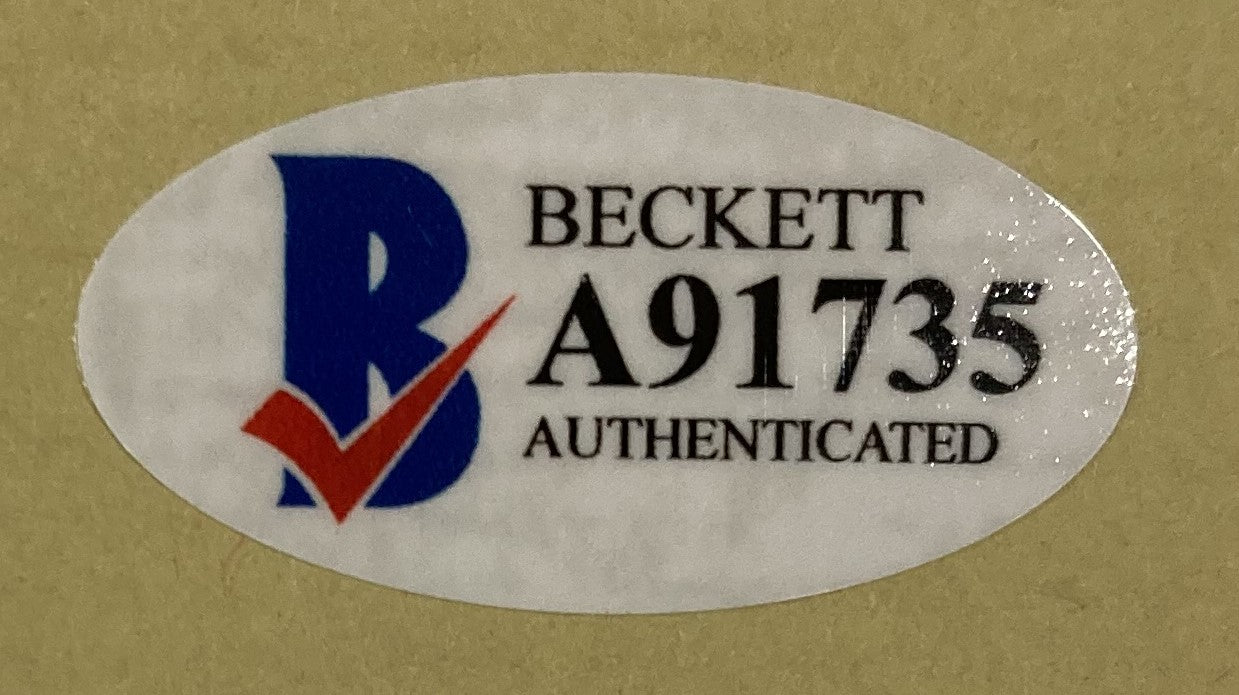 B
BECKETT
A91735
AUTHENTICATED